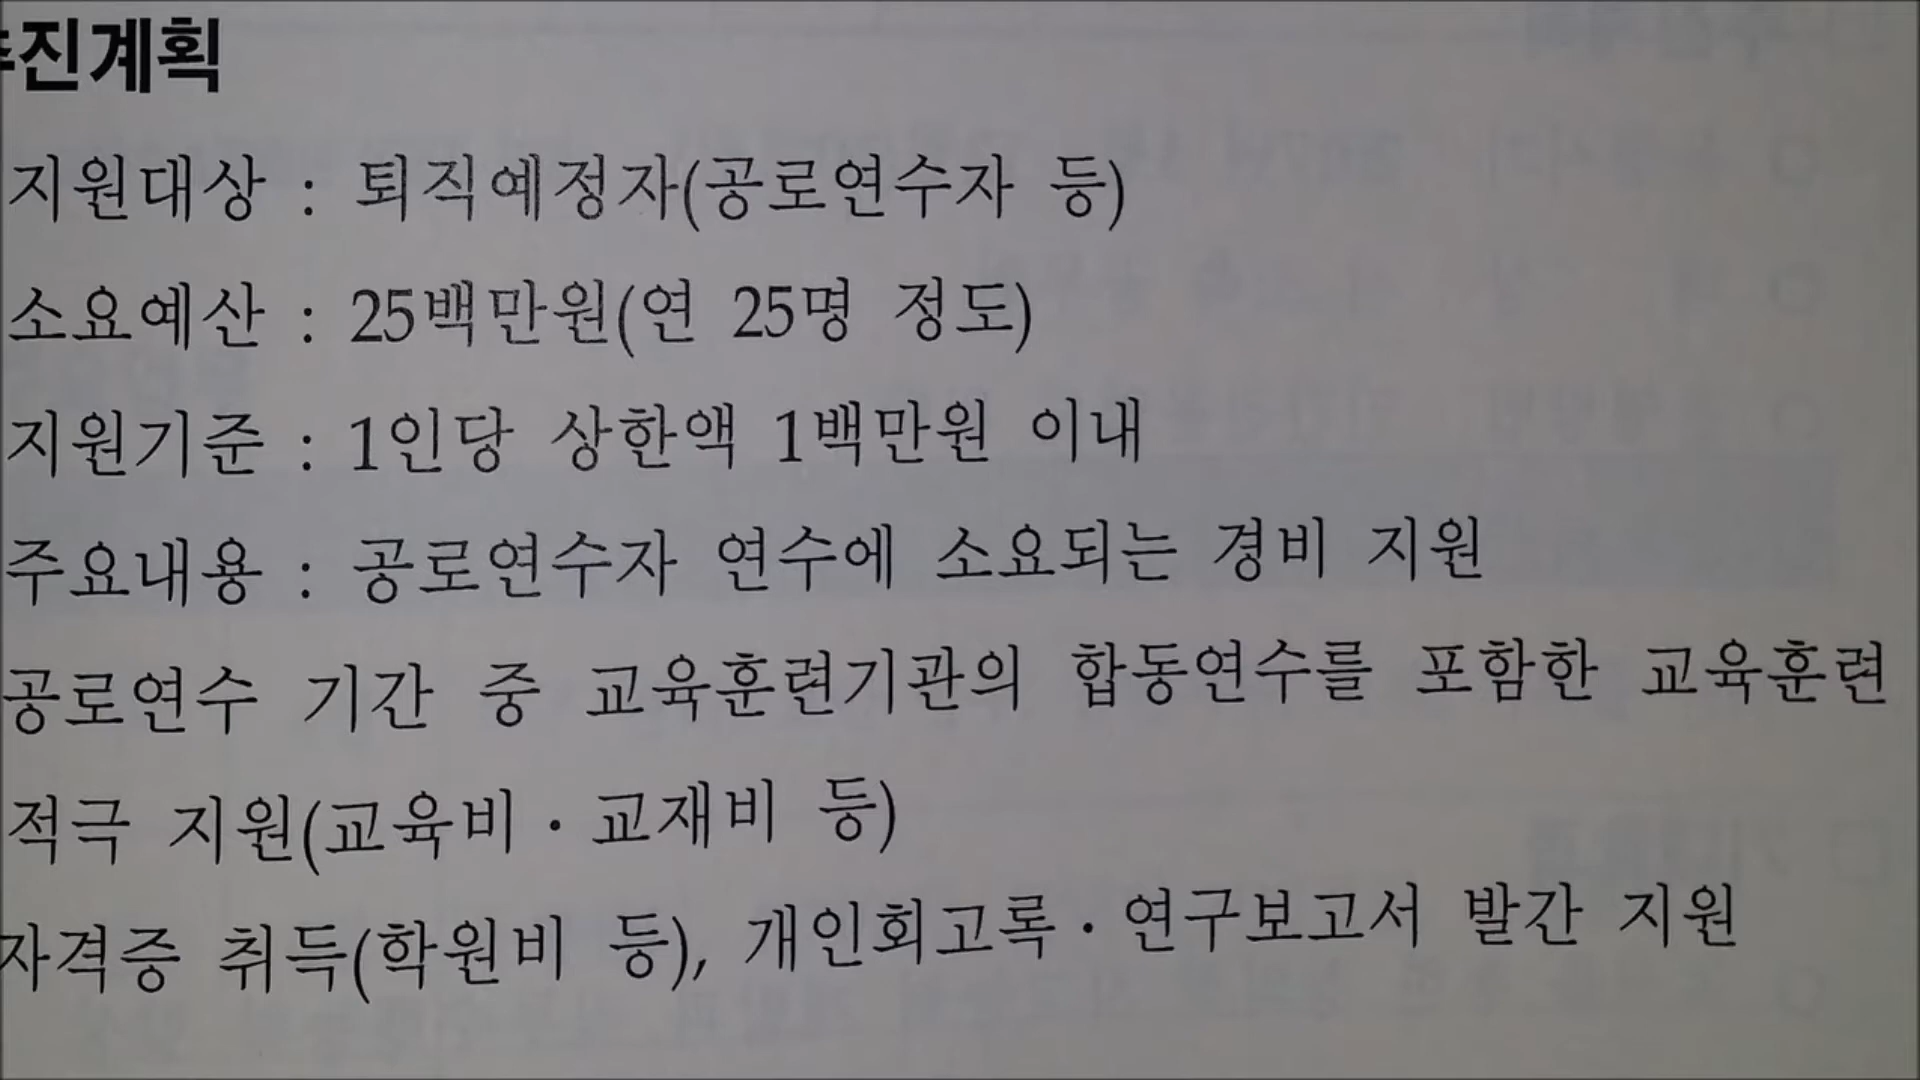 추진계획
지원대상 : 퇴직예정자(공로연수자 등)
소요예산 : 25백만원(연 25명 정도)
지원기준 : 1인당 상한액 1백만원 이내
주요내용 : 공로연수자 연수에 소요되는 경비 지원
공로연수 기간 중 교육훈련기관의 합동연수를 포함한 교육훈련
적극 지원(교육비·교재비 등)
자격증 취득(학원비 등), 개인회고록·연구보고서 발간 지원